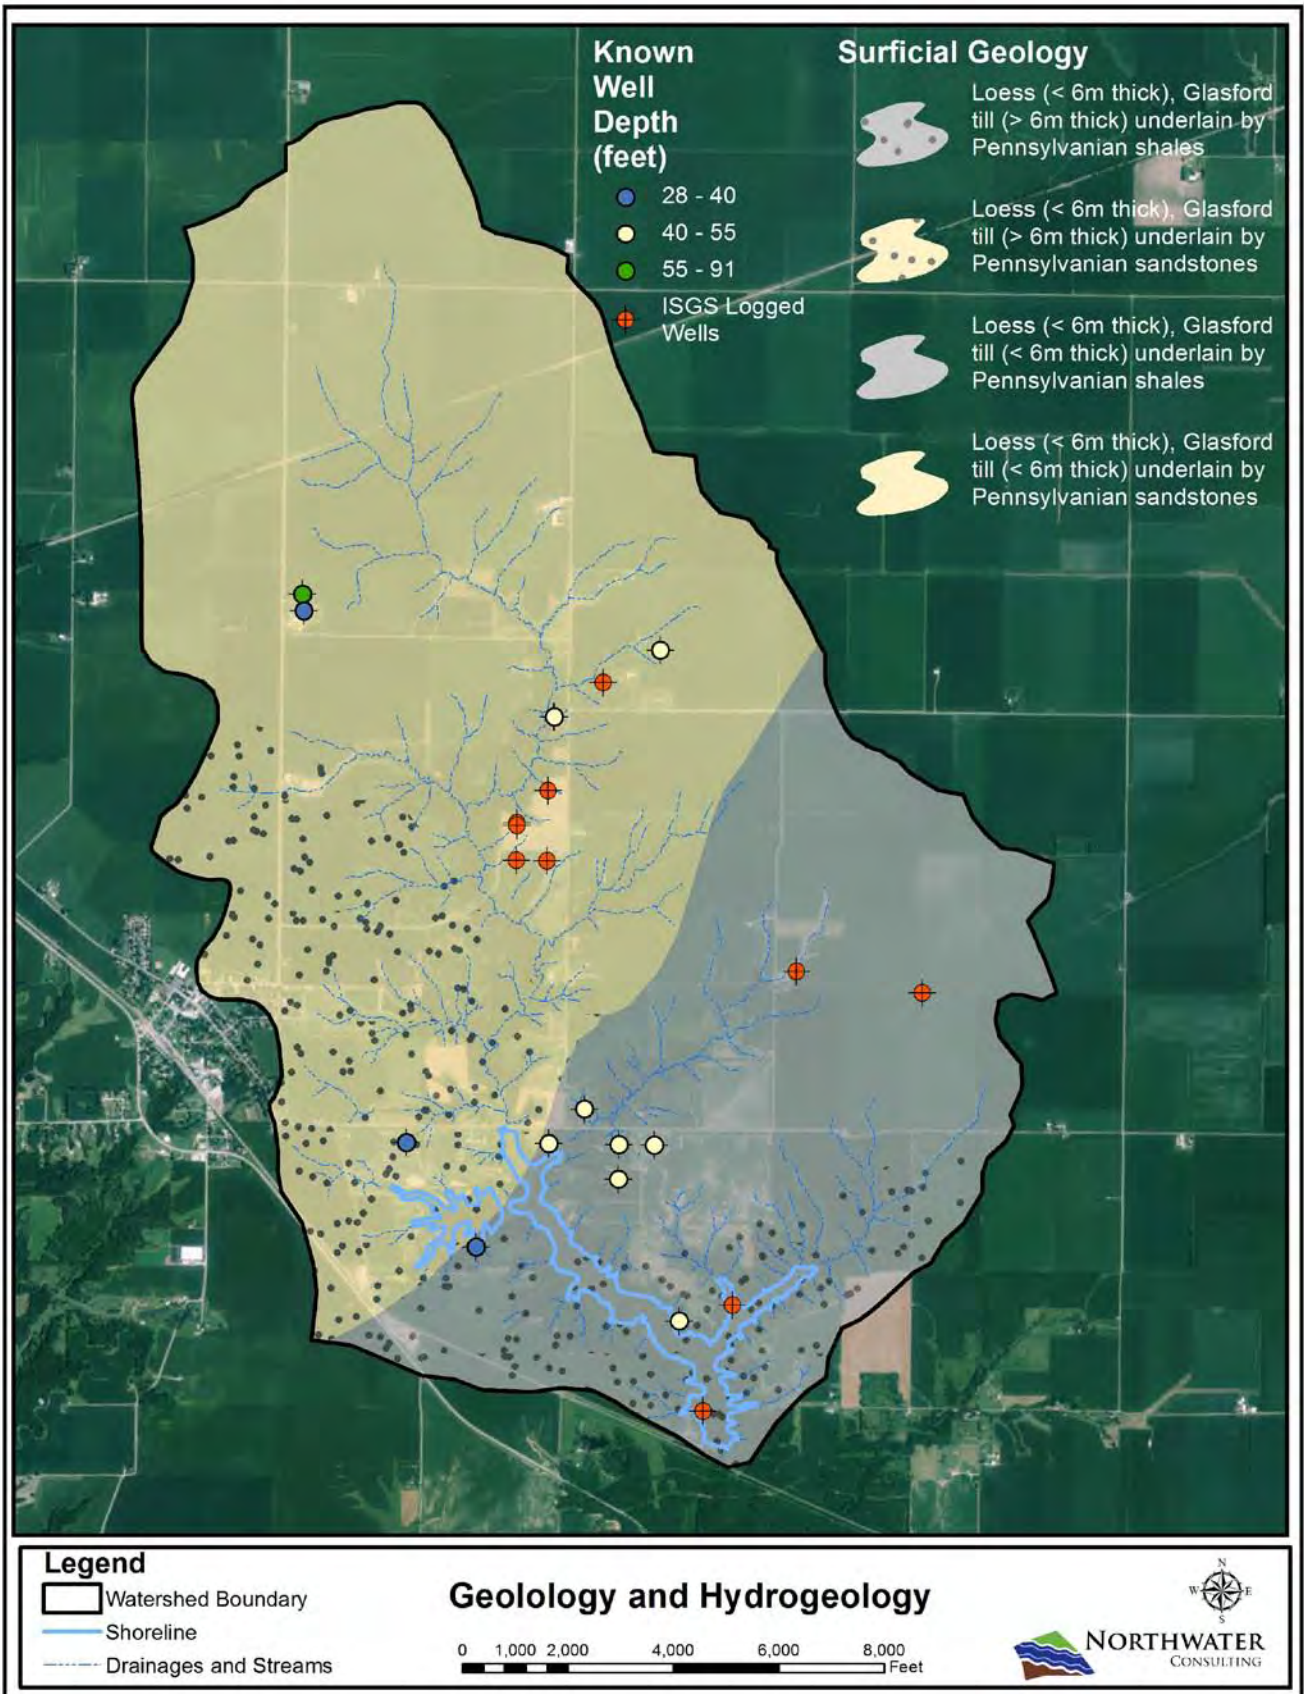 Known
Well
Depth
(feet)
28 - 40
40 - 55
55 - 91
ISGS Logged
Wells
Surficial Geology
Loess (< 6m thick), Glasford
till (> 6m thick) underlain by
Pennsylvanian shales
Loess (< 6m thick), Glasford
till (> 6m thick) underlain by
Pennsylvanian sandstones
Loess (< 6m thick), Glasford
till (< 6m thick) underlain by
Pennsylvanian shales
Loess (< 6m thick), Glasford
till (< 6m thick) underlain by
Pennsylvanian sandstones
Legend
Watershed Boundary
Shoreline
Drainages and Streams
Geolology and Hydrogeology
0 1,000 2,000 4,000 6,000 8,000
Feet
N
W E
S
NORTHWATER
CONSULTING